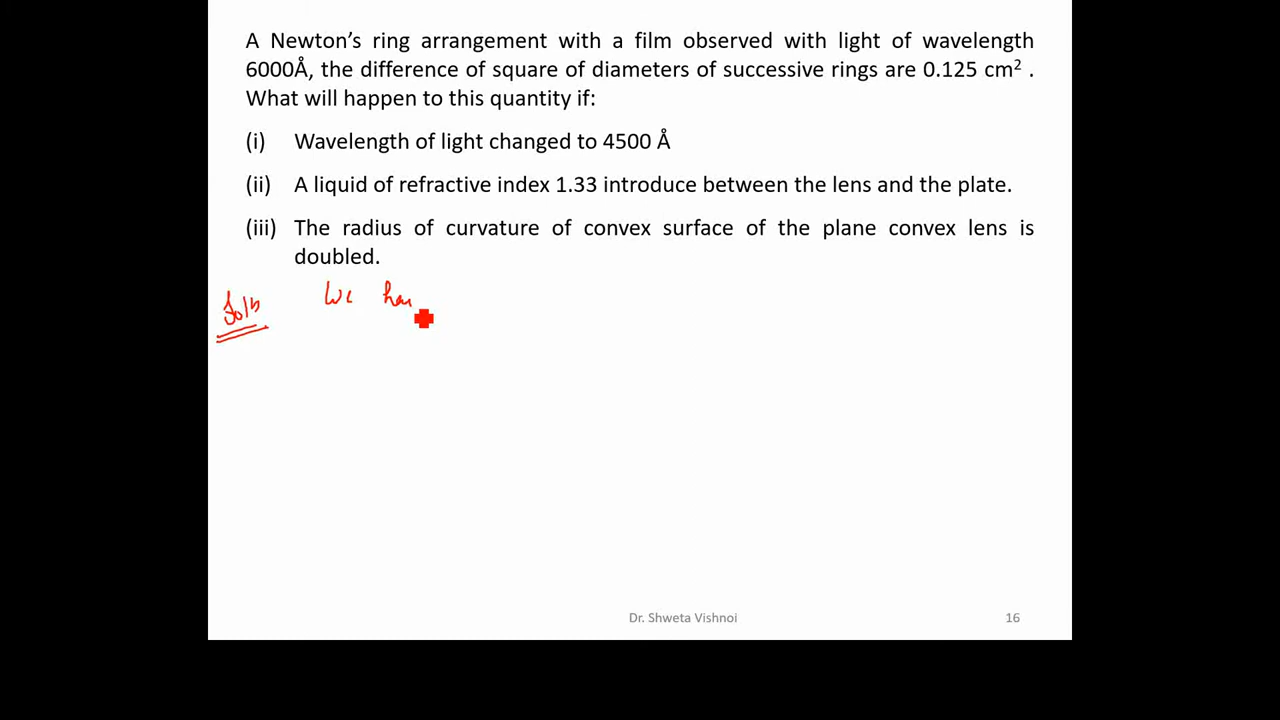 A Newton’s ring arrangement with a film observed with light of wavelength
6000Å, the difference of square of diameters of successive rings are 0.125 cm² .
What will happen to this quantity if:
(i) Wavelength of light changed to 4500 Å
(ii) A liquid of refractive index 1.33 introduce between the lens and the plate.
(iii) The radius of curvature of convex surface of the plane convex lens is
doubled.
Soln We hav
Dr. Shweta Vishnoi 16